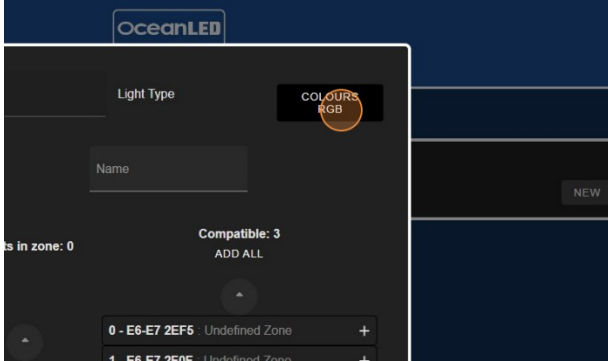 OceanLED
Light Type
COLOURS
RGB
Name
NEW
ts in zone: 0
Compatible: 3
ADD ALL
0 - E6-E7 2EF5 : Undefined Zone +